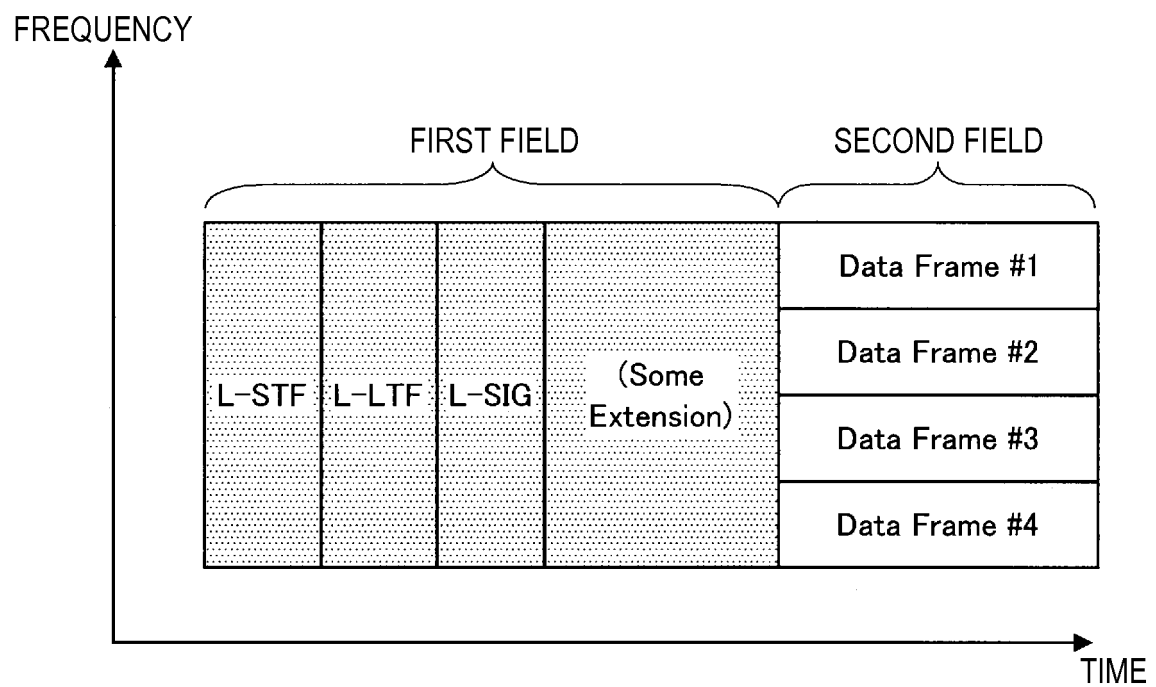 FREQUENCY
FIRST FIELD
SECOND FIELD
L-STF
L-LTF
L-SIG
(Some
Extension)
Data Frame #1
Data Frame #2
Data Frame #3
Data Frame #4
TIME